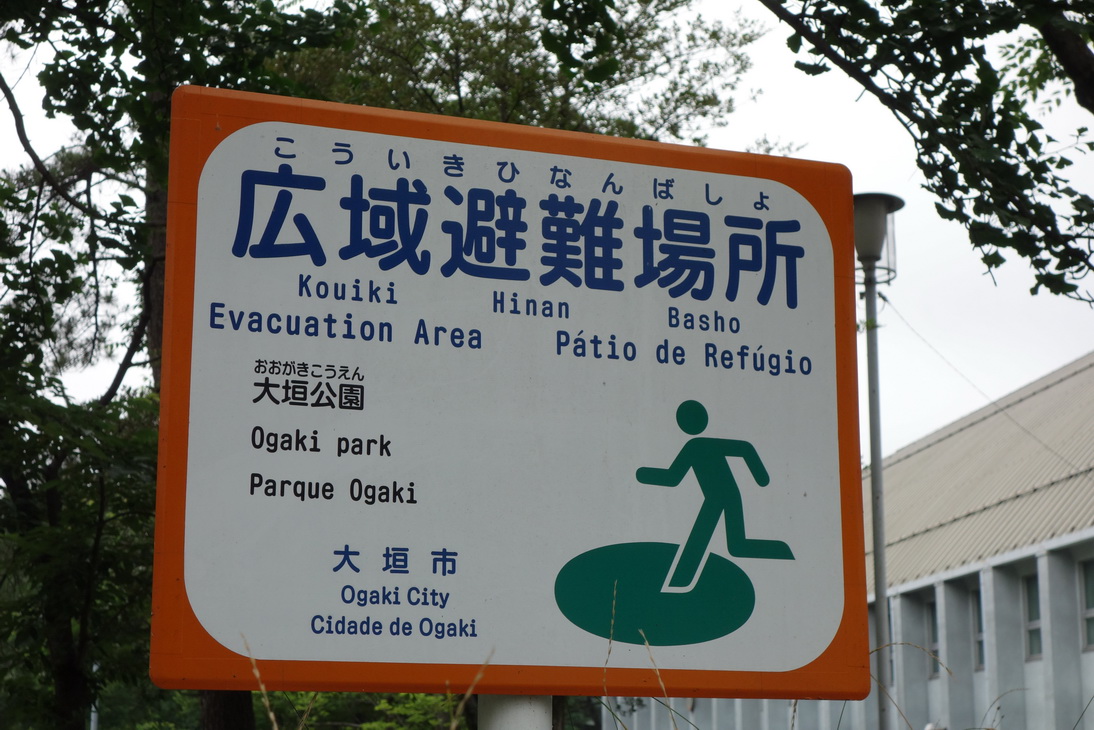 こういきひなんばしょ
広域避難場所
Kouiki Hinan Basho
Evacuation Area Pátio de Refúgio
おおがきこうえん
大垣公園
Ogaki park
Parque Ogaki
大垣市
Ogaki City
Cidade de Ogaki